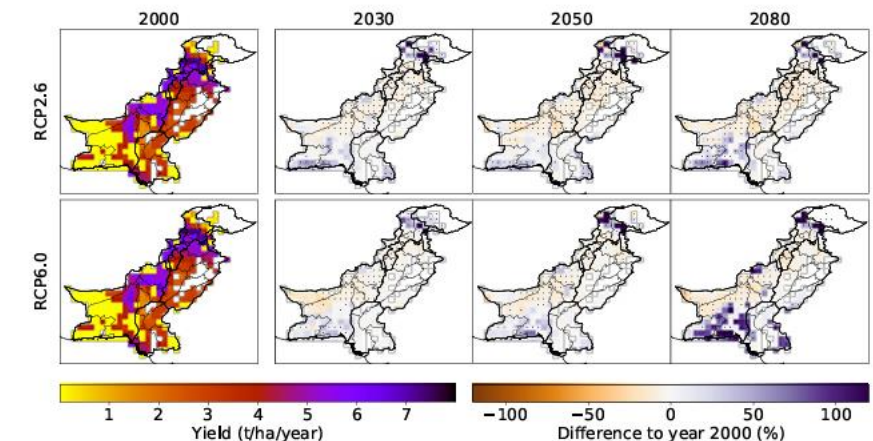 2000 2030 2050 2080
RCP2.6
RCP6.0
1 2 3 4 5 6 7 −100 −50 0 50 100
Yield (t/ha/year) Difference to year 2000 (%)